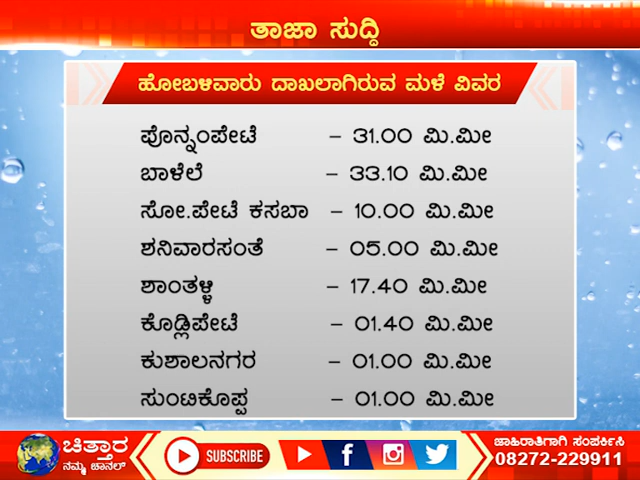 ತಾಜಾ ಸುದ್ದಿ
ಹೋಬಳಿವಾರು ದಾಖಲಾಗಿರುವ ಮಳೆ ವಿವರ
ಪೊನ್ನಂಪೇಟೆ – 31.00 ಮಿ.ಮೀ
ಬಾಳೆಲೆ – 33.10 ಮಿ.ಮೀ
ಸೋ.ಪೇಟೆ ಕಸಬಾ – 10.00 ಮಿ.ಮೀ
ಶನಿವಾರಸಂತೆ – 05.00 ಮಿ.ಮೀ
ಶಾಂತಳ್ಳಿ – 17.40 ಮಿ.ಮೀ
ಕೊಡ್ಲಿಪೇಟೆ – 01.40 ಮಿ.ಮೀ
ಕುಶಾಲನಗರ – 01.00 ಮಿ.ಮೀ
ಸುಂಟಿಕೊಪ್ಪ – 01.00 ಮಿ.ಮೀ
ಚಿತ್ತಾರ
ನಮ್ಮ ಚಾನಲ್
SUBSCRIBE
ಜಾಹಿರಾತಿಗಾಗಿ ಸಂಪರ್ಕಿಸಿ
08272-229911